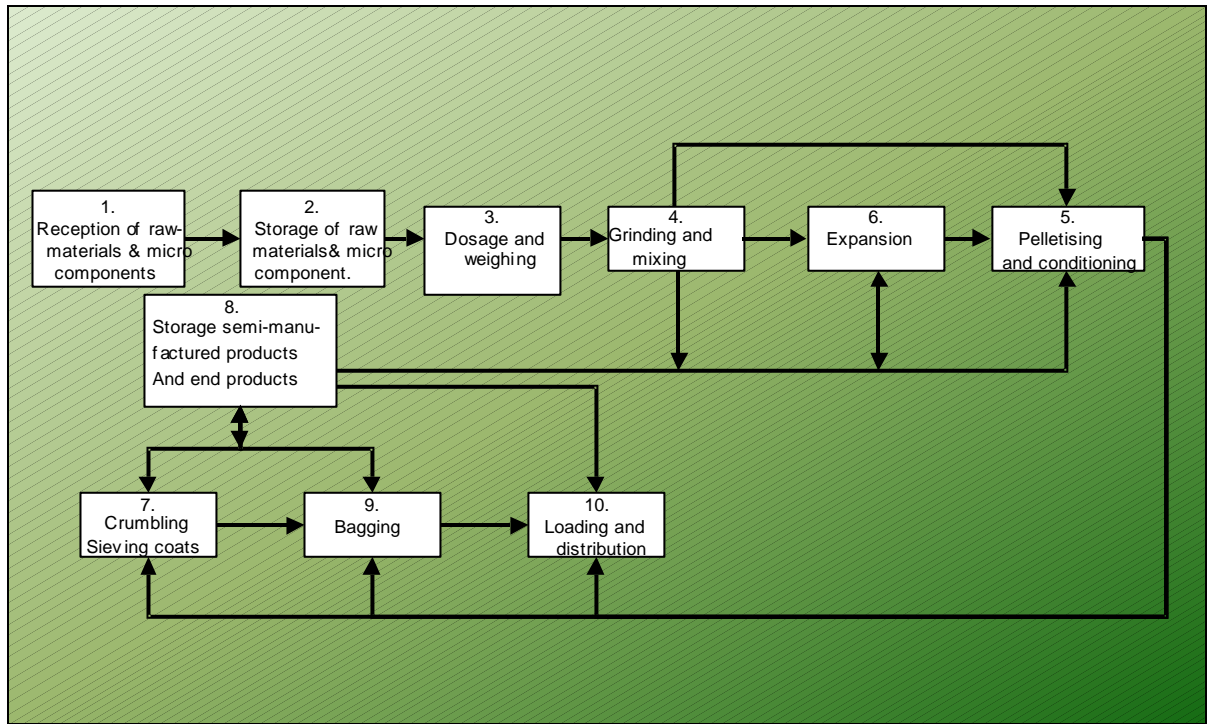 1.
Reception of raw-
materials & micro
components
2.
Storage of raw
materials& micro
component.
3.
Dosage and
weighing
4.
Grinding and
mixing
6.
Expansion
5.
Pelletising
and conditioning
8.
Storage semi-manu-
factured products
And end products
7.
Crumbling
Sieving coats
9.
Bagging
10.
Loading and
distribution